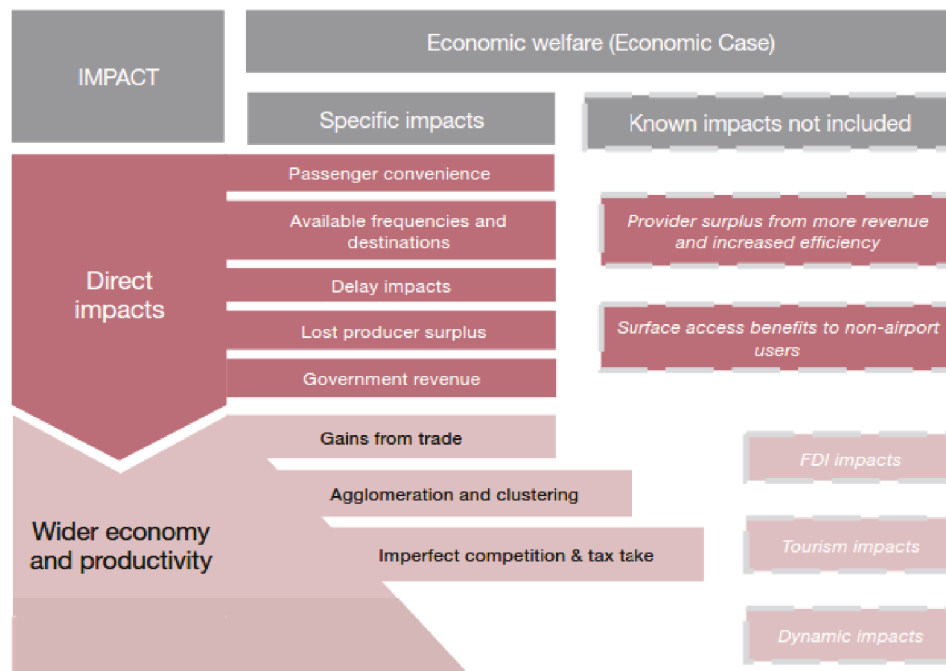 IMPACT
Economic welfare (Economic Case)
Specific impacts
Known impacts not included
Direct
impacts
Passenger convenience
Available frequencies and
destinations
Delay impacts
Lost producer surplus
Government revenue
Provider surplus from more revenue
and increased efficiency
Surface access benefits to non-airport
users
Wider economy
and productivity
Gains from trade
Agglomeration and clustering
Imperfect competition & tax take
FDI impacts
Tourism impacts
Dynamic impacts